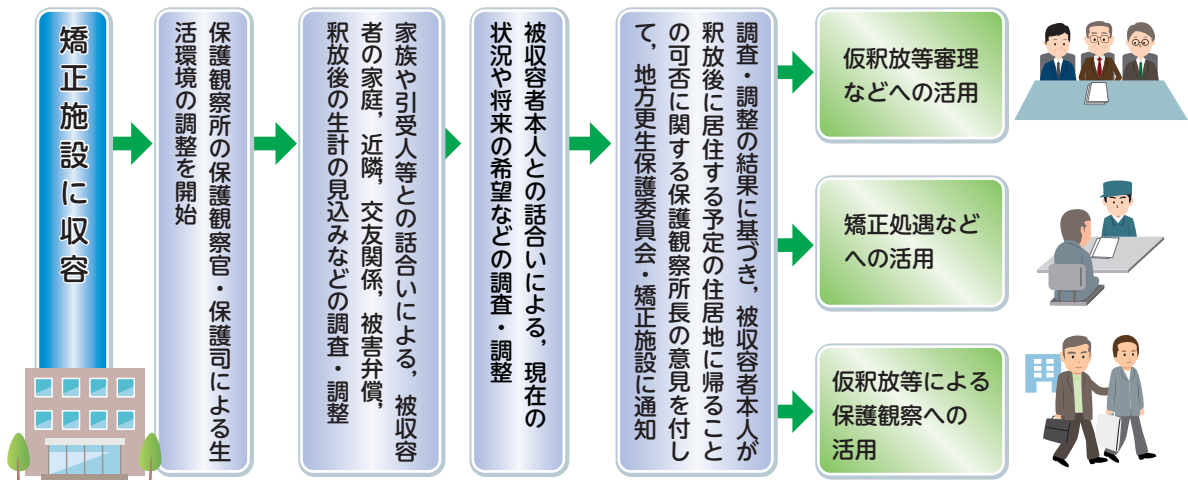 矯正施設に収容
保護観察所の保護観察官・保護司による生
活環境の調整を開始
家族や引受人等との話合いによる，被収容
者の家庭，近隣，交友関係，被害弁償，
釈放後の生計の見込みなどの調査・調整
被収容者本人との話合いによる，現在の
状況や将来の希望などの調査・調整
調査・調整の結果に基づき，被収容者本人が
釈放後に居住する予定の住居地に帰ること
の可否に関する保護観察所長の意見を付し
て，地方更生保護委員会・矯正施設に通知
仮釈放等審理
などへの活用
矯正処遇など
への活用
仮釈放等による
保護観察への
活用